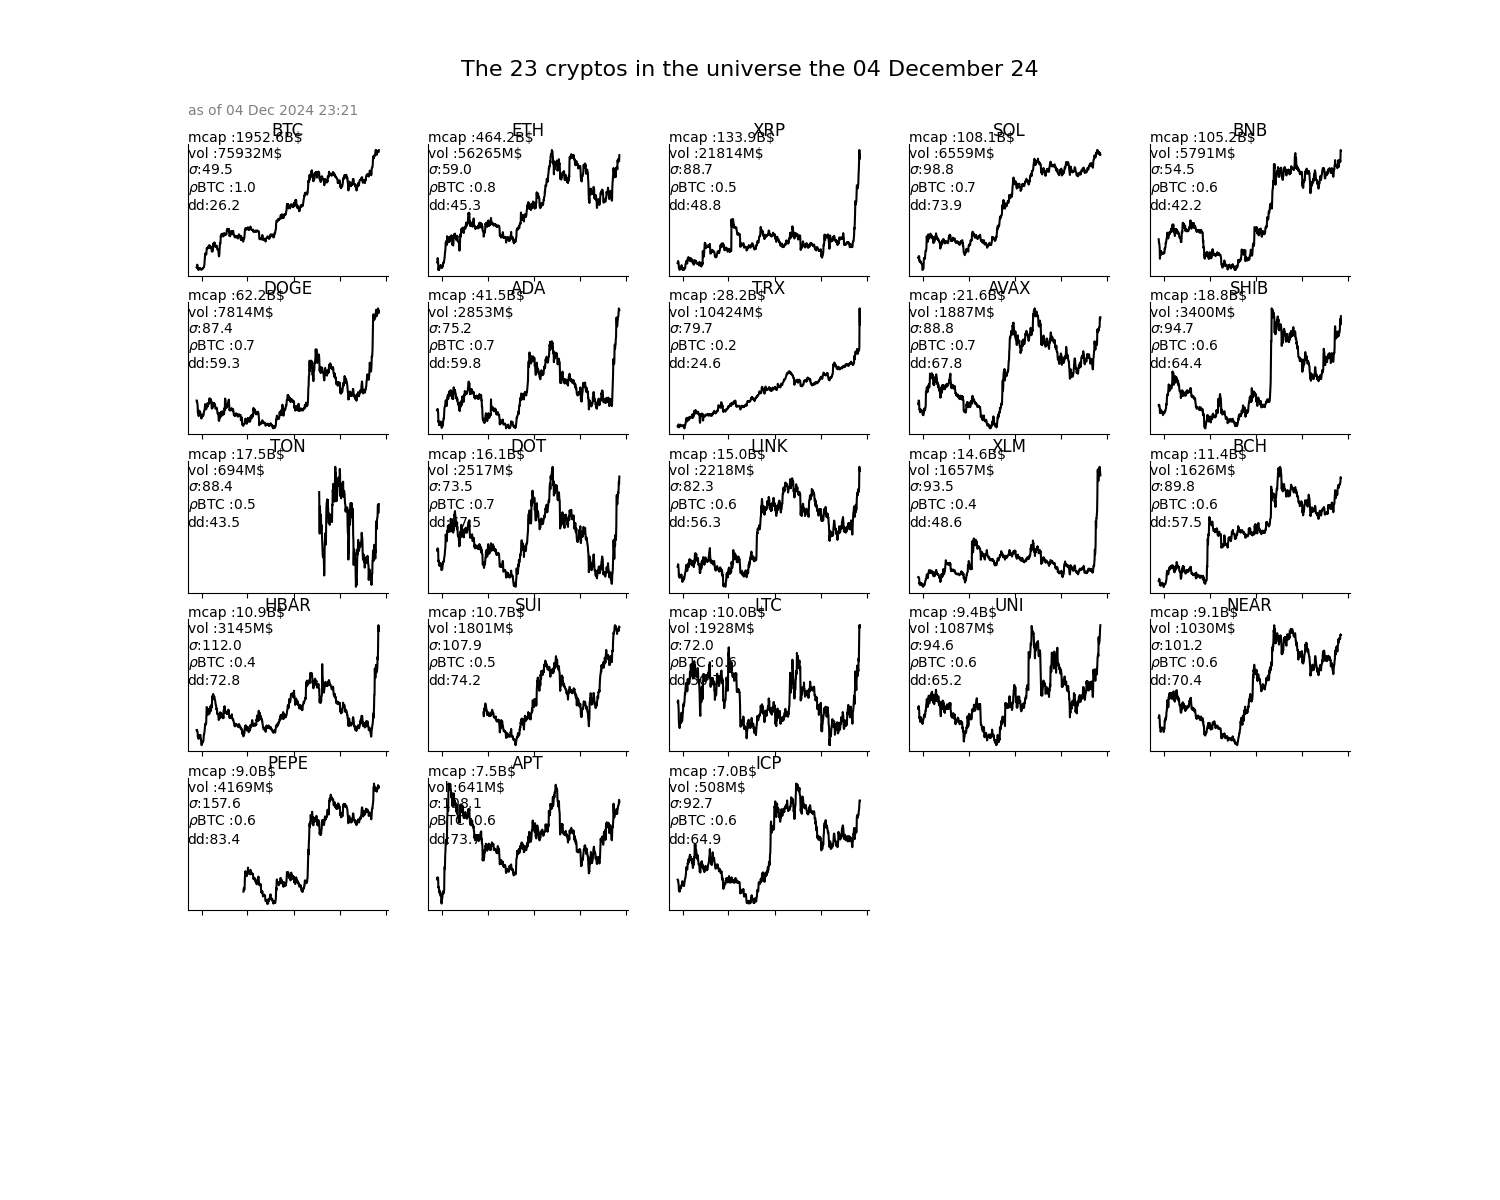 The 23 cryptos in the universe the 04 December 24
as of 04 Dec 2024 23:21
BTC
mcap :1952.6B$
vol :75932M$
σ:49.5
ρBTC :1.0
dd:26.2
ETH
mcap :464.2B$
vol :56265M$
σ:59.0
ρBTC :0.8
dd:45.3
XRP
mcap :133.9B$
vol :21814M$
σ:88.7
ρBTC :0.5
dd:48.8
SOL
mcap :108.1B$
vol :6559M$
σ:98.8
ρBTC :0.7
dd:73.9
BNB
mcap :105.2B$
vol :5791M$
σ:54.5
ρBTC :0.6
dd:42.2
DOGE
mcap :62.2B$
vol :7814M$
σ:87.4
ρBTC :0.7
dd:59.3
ADA
mcap :41.5B$
vol :2853M$
σ:75.2
ρBTC :0.7
dd:59.8
TRX
mcap :28.2B$
vol :10424M$
σ:79.7
ρBTC :0.2
dd:24.6
AVAX
mcap :21.6B$
vol :1887M$
σ:88.8
ρBTC :0.7
dd:67.8
SHIB
mcap :18.8B$
vol :3400M$
σ:94.7
ρBTC :0.6
dd:64.4
TON
mcap :17.5B$
vol :694M$
σ:88.4
ρBTC :0.5
dd:43.5
DOT
mcap :16.1B$
vol :2517M$
σ:73.5
ρBTC :0.7
LINK
mcap :15.0B$
vol :2218M$
σ:82.3
ρBTC :0.6
dd:56.3
XLM
mcap :14.6B$
vol :1657M$
σ:93.5
ρBTC :0.4
dd:48.6
BCH
mcap :11.4B$
vol :1626M$
σ:89.8
ρBTC :0.6
dd:57.5
HBAR
mcap :10.9B$
vol :3145M$
σ:112.0
ρBTC :0.4
dd:72.8
SUI
mcap :10.7B$
vol :1801M$
σ:107.9
ρBTC :0.5
dd:74.2
LTC
mcap :10.0B$
vol :1928M$
σ:72.0
ρBTC :0.6
UNI
mcap :9.4B$
vol :1087M$
σ:94.6
ρBTC :0.6
dd:65.2
NEAR
mcap :9.1B$
vol :1030M$
σ:101.2
ρBTC :0.6
dd:70.4
PEPE
mcap :9.0B$
vol :4169M$
σ:157.6
ρBTC :0.6
dd:83.4
APT
mcap :7.5B$
vol :641M$
σ:108.1
ρBTC :0.6
ICP
mcap :7.0B$
vol :508M$
σ:92.7
ρBTC :0.6
dd:64.9